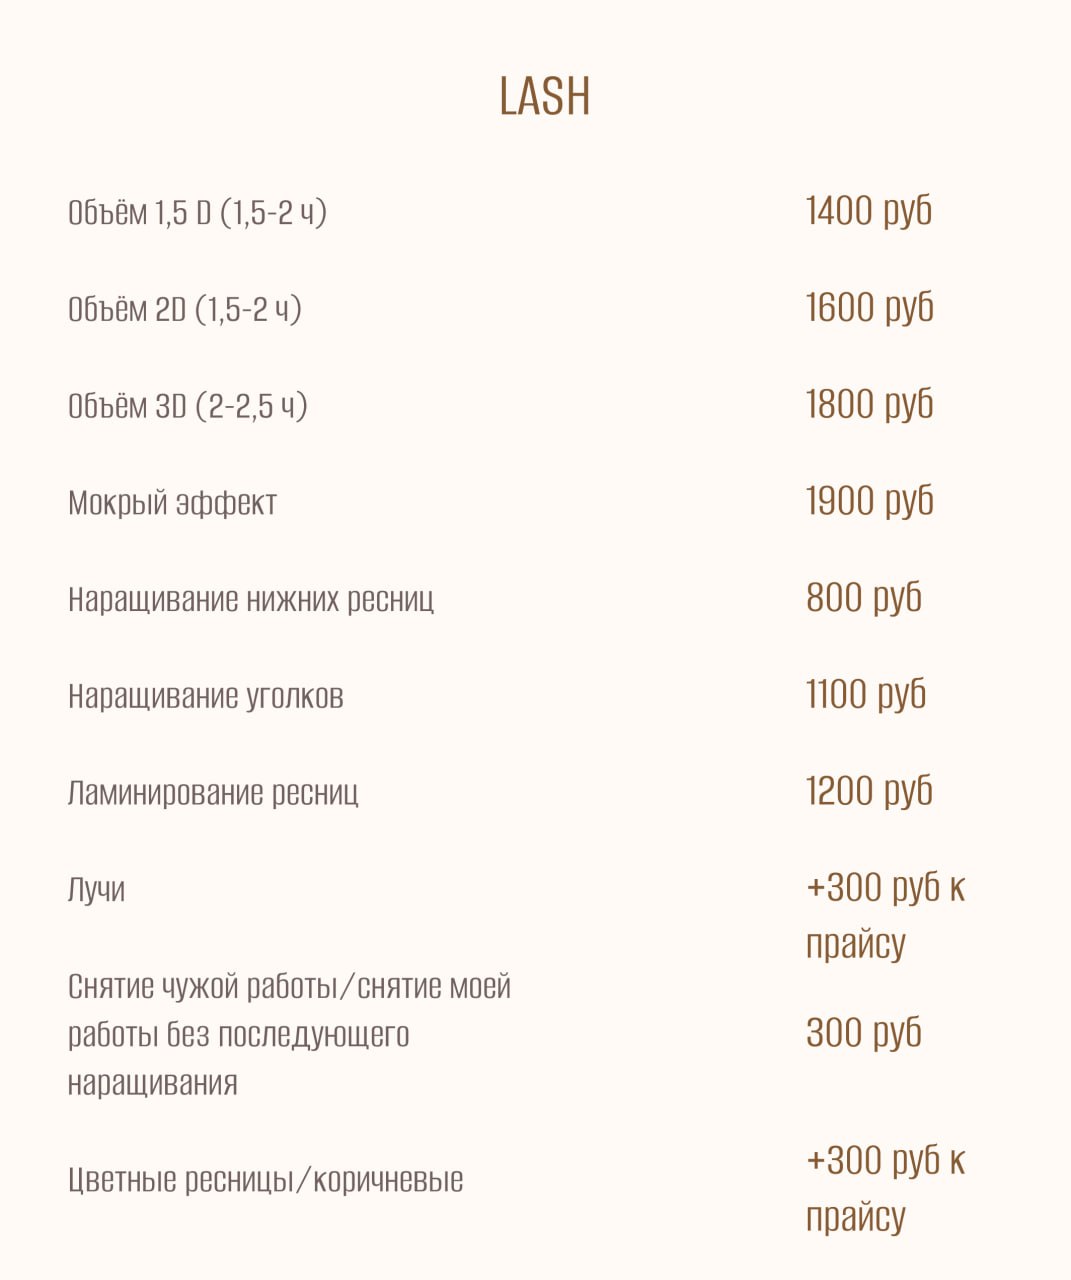 LASH
Объём 1,5 D (1,5-2 ч) 1400 руб
Объём 2D (1,5-2 ч) 1600 руб
Объём 3D (2-2,5 ч) 1800 руб
Мокрый эффект 1900 руб
Наращивание нижних ресниц 800 руб
Наращивание уголков 1100 руб
Ламинирование ресниц 1200 руб
Лучи +300 руб к
прайсу
Снятие чужой работы/снятие моей
работы без последующего 300 руб
наращивания
Цветные ресницы/коричневые +300 руб к
прайсу